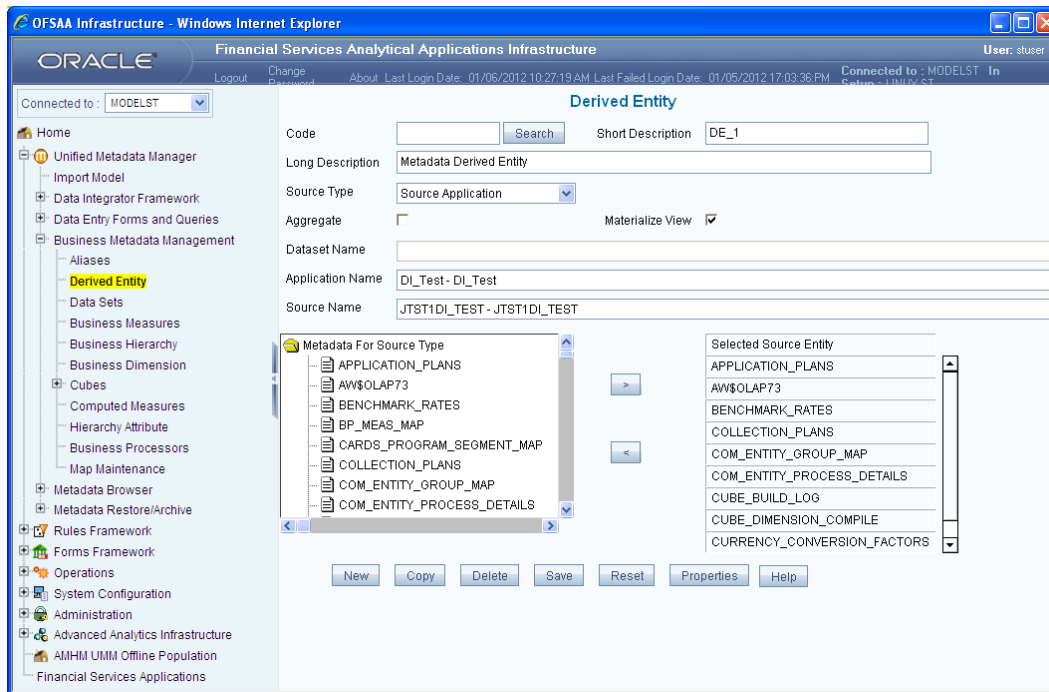 OFSAA Infrastructure - Windows Internet Explorer
ORACLE
Financial Services Analytical Applications Infrastructure
User: stuser
Logout
Change Password
About
Last Login Date: 01/06/2012 10:27:19 AM
Last Failed Login Date: 01/05/2012 17:03:36:PM
Connected to : MODELST In
Setup : LINUX ST
Connected to : MODELST
Home
Unified Metadata Manager
Import Model
Data Integrator Framework
Data Entry Forms and Queries
Business Metadata Management
Aliases
Derived Entity
Data Sets
Business Measures
Business Hierarchy
Business Dimension
Cubes
Computed Measures
Hierarchy Attribute
Business Processors
Map Maintenance
Metadata Browser
Metadata Restore/Archive
Rules Framework
Forms Framework
Operations
System Configuration
Administration
Advanced Analytics Infrastructure
AMHM UMM Offline Population
Financial Services Applications
Derived Entity
Code Search Short Description DE_1
Long Description Metadata Derived Entity
Source Type Source Application
Aggregate Materialize View
Dataset Name
Application Name DI_Test - DI_Test
Source Name JTST1DI_TEST - JTST1DI_TEST
Metadata For Source Type
APPLICATION_PLANS
AW$OLAP73
BENCHMARK_RATES
BP_MEAS_MAP
CARDS_PROGRAM_SEGMENT_MAP
COLLECTION_PLANS
COM_ENTITY_GROUP_MAP
COM_ENTITY_PROCESS_DETAILS
>
<
Selected Source Entity
APPLICATION_PLANS
AW$OLAP73
BENCHMARK_RATES
COLLECTION_PLANS
COM_ENTITY_GROUP_MAP
COM_ENTITY_PROCESS_DETAILS
CUBE_BUILD_LOG
CUBE_DIMENSION_COMPILE
CURRENCY_CONVERSION_FACTORS
New Copy Delete Save Reset Properties Help